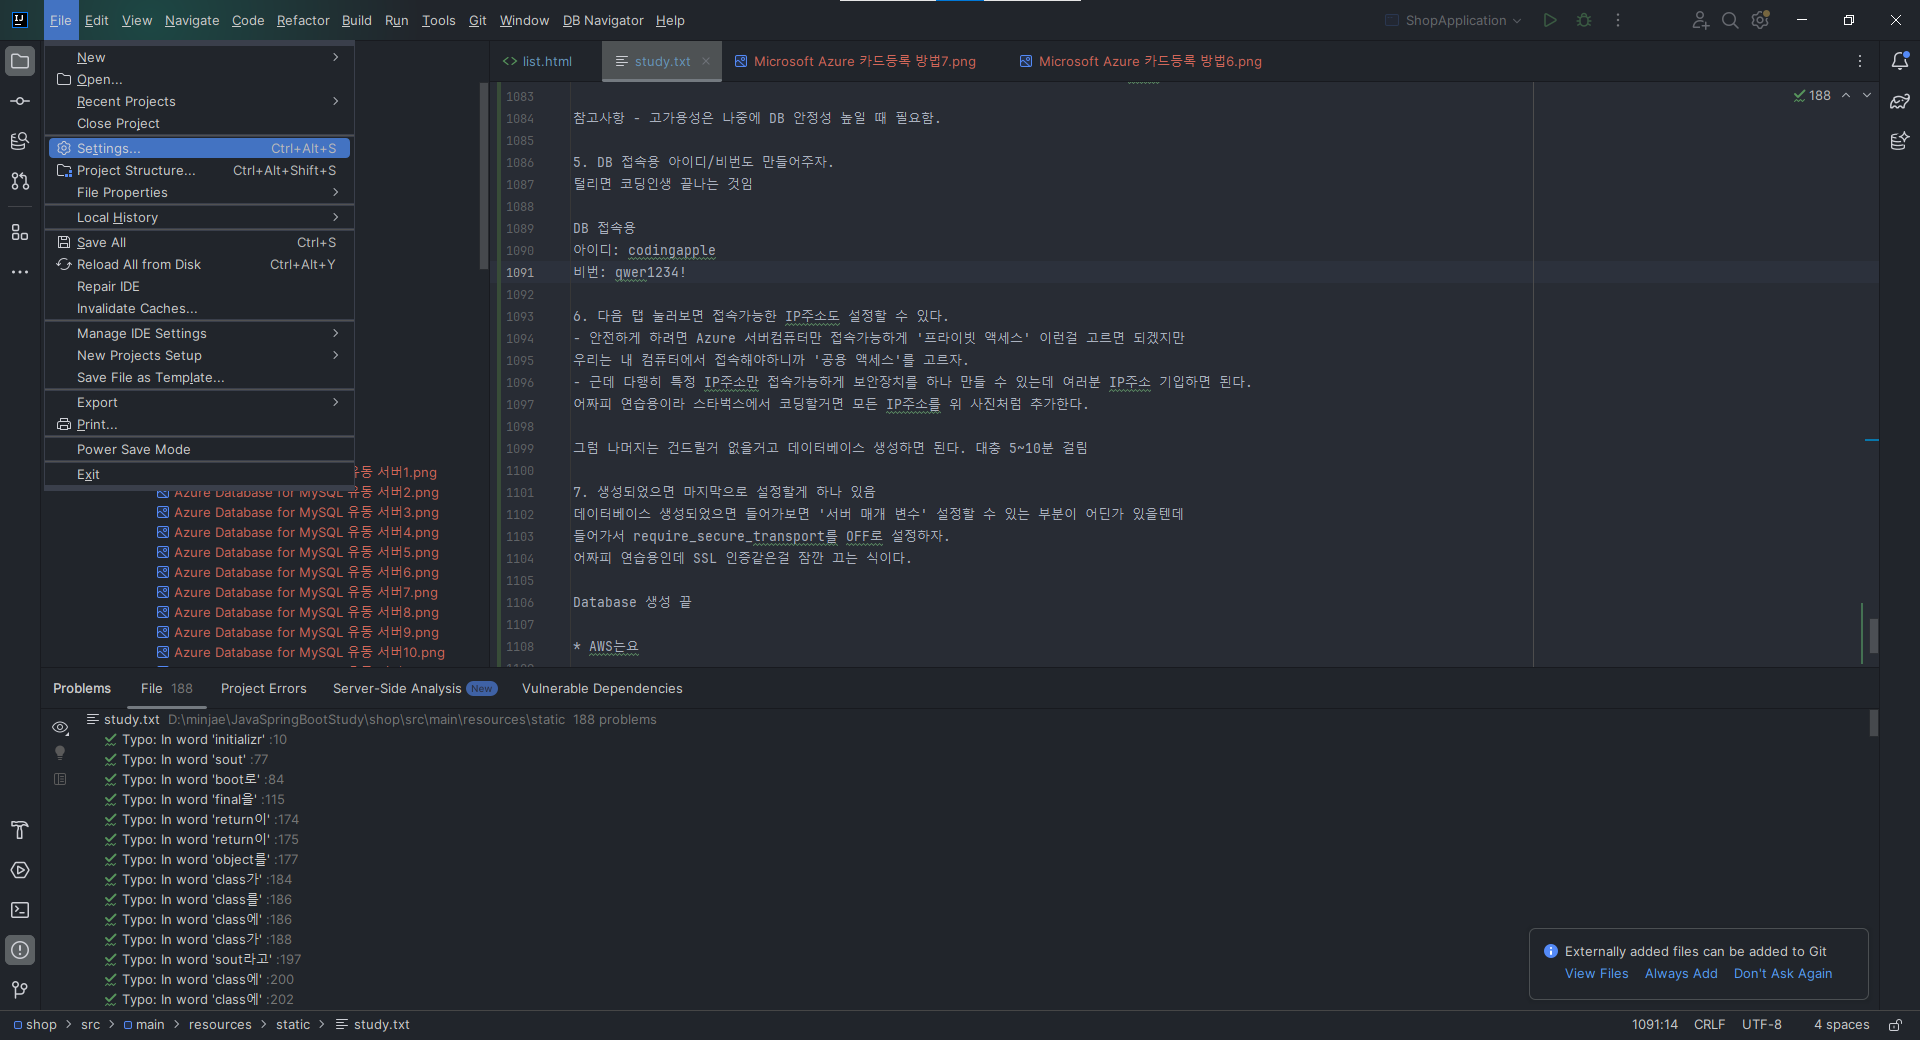 File Edit View Navigate Code Refactor Build Run Tools Git Window DB Navigator Help
ShopApplication
New
Open...
Recent Projects
Close Project
Settings... Ctrl+Alt+S
Project Structure... Ctrl+Alt+Shift+S
File Properties
Local History
Save All Ctrl+S
Reload All from Disk Ctrl+Alt+Y
Repair IDE
Invalidate Caches...
Manage IDE Settings
New Projects Setup
Save File as Template...
Export
Print...
Power Save Mode
Exit
유동 서버1.png
Azure Database for MySQL 유동 서버2.png
Azure Database for MySQL 유동 서버3.png
Azure Database for MySQL 유동 서버4.png
Azure Database for MySQL 유동 서버5.png
Azure Database for MySQL 유동 서버6.png
Azure Database for MySQL 유동 서버7.png
Azure Database for MySQL 유동 서버8.png
Azure Database for MySQL 유동 서버9.png
Azure Database for MySQL 유동 서버10.png
list.html study.txt Microsoft Azure 카드등록 방법7.png Microsoft Azure 카드등록 방법6.png
188
1083
1084 참고사항 - 고가용성은 나중에 DB 안정성 높일 때 필요함.
1085
1086 5. DB 접속용 아이디/비번도 만들어주자.
1087 털리면 코딩인생 끝나는 것임
1088
1089 DB 접속용
1090 아이디: codingapple
1091 비번: qwer1234!
1092
1093 6. 다음 탭 눌러보면 접속가능한 IP주소도 설정할 수 있다.
1094 - 안전하게 하려면 Azure 서버컴퓨터만 접속가능하게 '프라이빗 액세스' 이런걸 고르면 되겠지만
1095 우리는 내 컴퓨터에서 접속해야하니까 '공용 액세스'를 고르자.
1096 - 근데 다행히 특정 IP주소만 접속가능하게 보안장치를 하나 만들 수 있는데 여러분 IP주소 기입하면 된다.
1097 어짜피 연습용이라 스타벅스에서 코딩할거면 모든 IP주소를 위 사진처럼 추가한다.
1098
1099 그럼 나머지는 건드릴거 없을거고 데이터베이스 생성하면 된다. 대충 5~10분 걸림
1100
1101 7. 생성되었으면 마지막으로 설정할게 하나 있음
1102 데이터베이스 생성되었으면 들어가보면 '서버 매개 변수' 설정할 수 있는 부분이 어딘가 있을텐데
1103 들어가서 require_secure_transport를 OFF로 설정하자.
1104 어짜피 연습용인데 SSL 인증같은걸 잠깐 끄는 식이다.
1105
1106 Database 생성 끝
1107
1108 * AWS는요
Problems File 188 Project Errors Server-Side Analysis New Vulnerable Dependencies
study.txt D:\minjae\JavaSpringBootStudy\shop\src\main\resources\static 188 problems
Typo: In word 'initializr' :10
Typo: In word 'sout' :77
Typo: In word 'boot로' :84
Typo: In word 'final을' :115
Typo: In word 'return이' :174
Typo: In word 'return이' :175
Typo: In word 'object를' :177
Typo: In word 'class가' :184
Typo: In word 'class를' :186
Typo: In word 'class에' :186
Typo: In word 'class가' :188
Typo: In word 'sout라고' :197
Typo: In word 'class에' :200
Typo: In word 'class에' :202
Externally added files can be added to Git
View Files Always Add Don't Ask Again
shop > src > main > resources > static > study.txt
1091:14 CRLF UTF-8 4 spaces